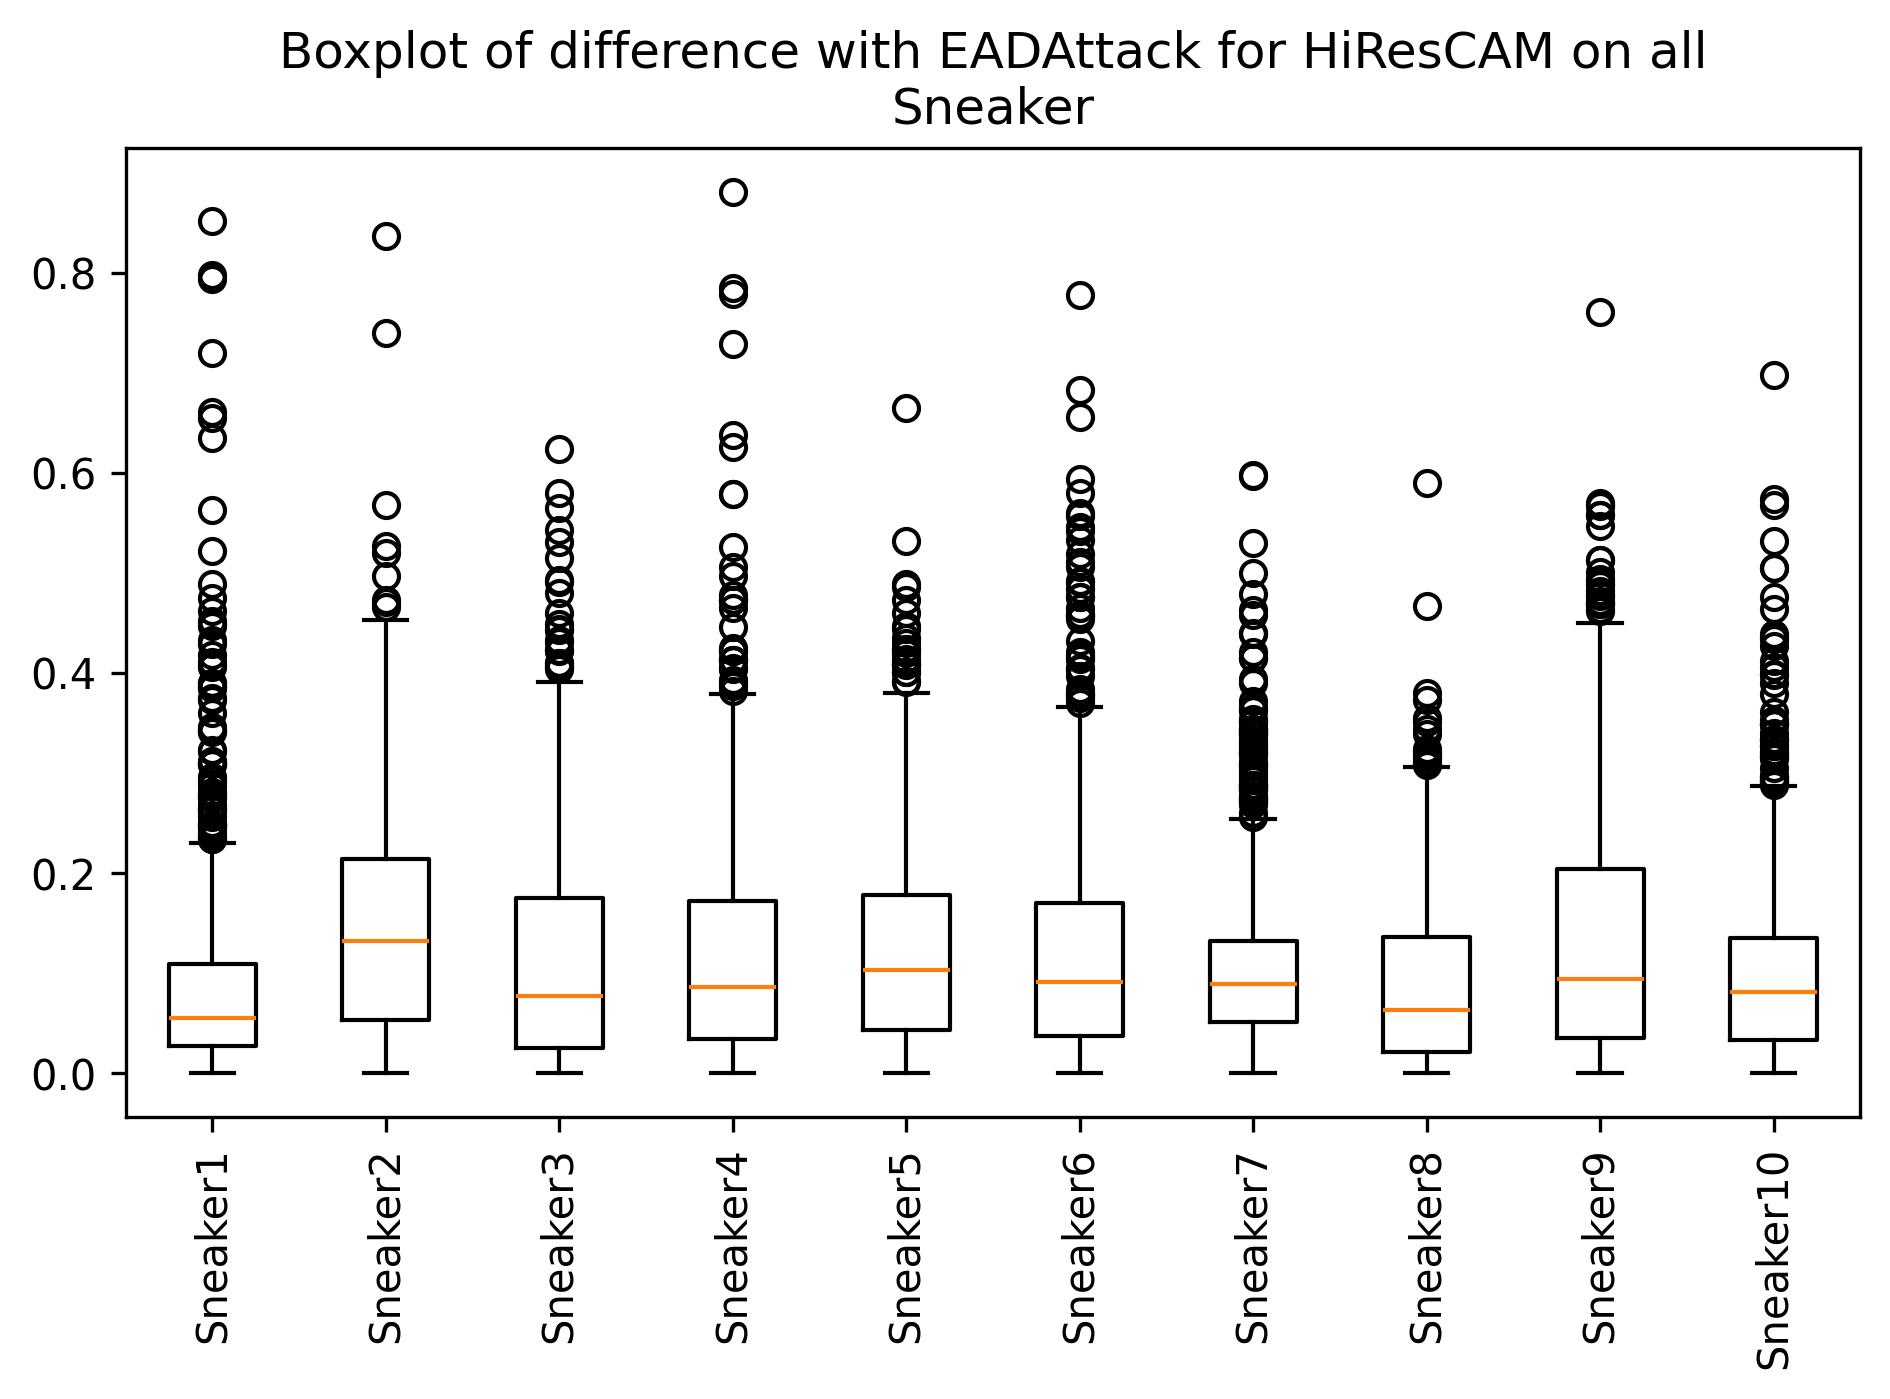 Boxplot of difference with EADAttack for HiResCAM on all
Sneaker
0.8
0.6
0.4
0.2
0.0
Sneaker1
Sneaker2
Sneaker3
Sneaker4
Sneaker5
Sneaker6
Sneaker7
Sneaker8
Sneaker9
Sneaker10